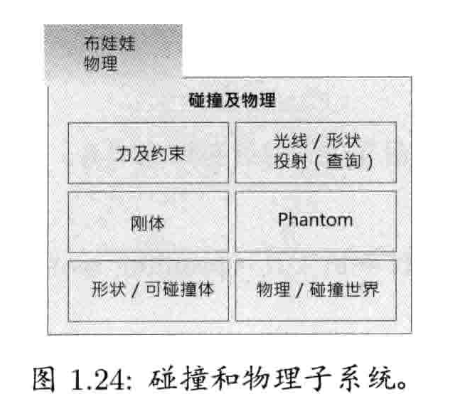 布娃娃
物理
碰撞及物理
力及约束
光线 / 形状
投射 ( 查询 )
刚体
Phantom
形状 / 可碰撞体
物理 / 碰撞世界
图 1.24: 碰撞和物理子系统。